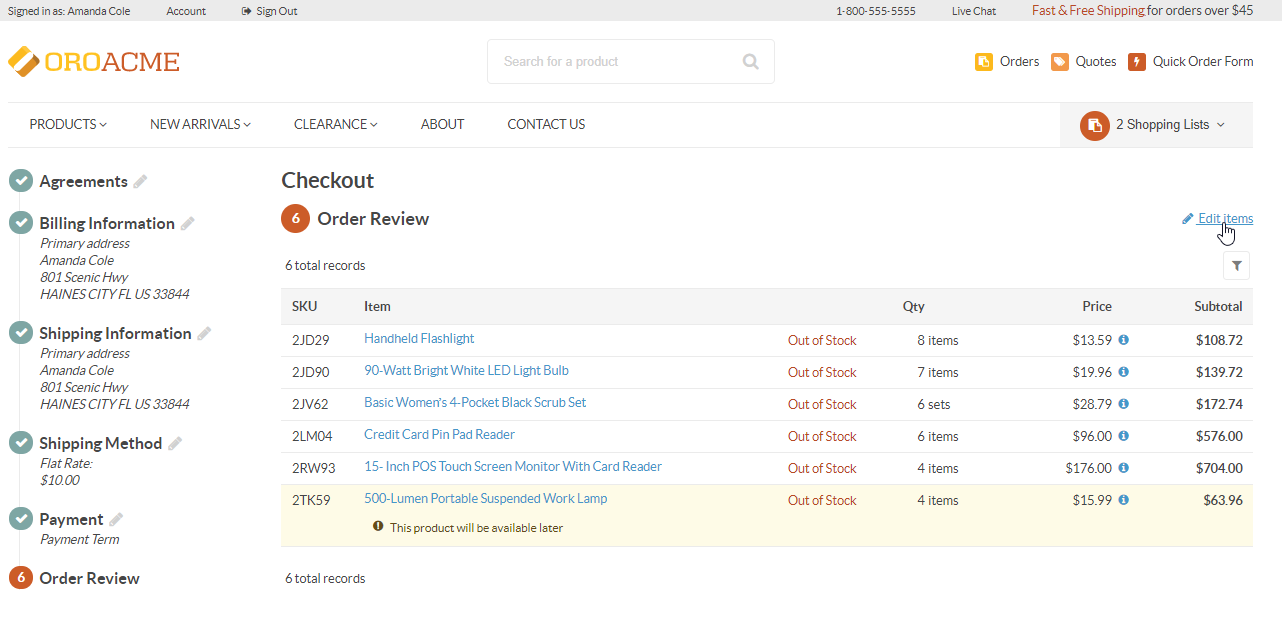 Signed in as: Amanda Cole Account Sign Out 1-800-555-5555 Live Chat Fast & Free Shipping for orders over $45
OROACME Search for a product Orders Quotes Quick Order Form
PRODUCTS NEW ARRIVALS CLEARANCE ABOUT CONTACT US 2 Shopping Lists
Agreements
Billing Information
Primary address
Amanda Cole
801 Scenic Hwy
HAINES CITY FL US 33844
Shipping Information
Primary address
Amanda Cole
801 Scenic Hwy
HAINES CITY FL US 33844
Shipping Method
Flat Rate:
$10.00
Payment
Payment Term
6 Order Review
Checkout
6 Order Review Edit items
6 total records
SKU Item Qty Price Subtotal
2JD29 Handheld Flashlight Out of Stock 8 items $13.59 $108.72
2JD90 90-Watt Bright White LED Light Bulb Out of Stock 7 items $19.96 $139.72
2JV62 Basic Women's 4-Pocket Black Scrub Set Out of Stock 6 sets $28.79 $172.74
2LM04 Credit Card Pin Pad Reader Out of Stock 6 items $96.00 $576.00
2RW93 15- Inch POS Touch Screen Monitor With Card Reader Out of Stock 4 items $176.00 $704.00
2TK59 500-Lumen Portable Suspended Work Lamp Out of Stock 4 items $15.99 $63.96
This product will be available later
6 total records